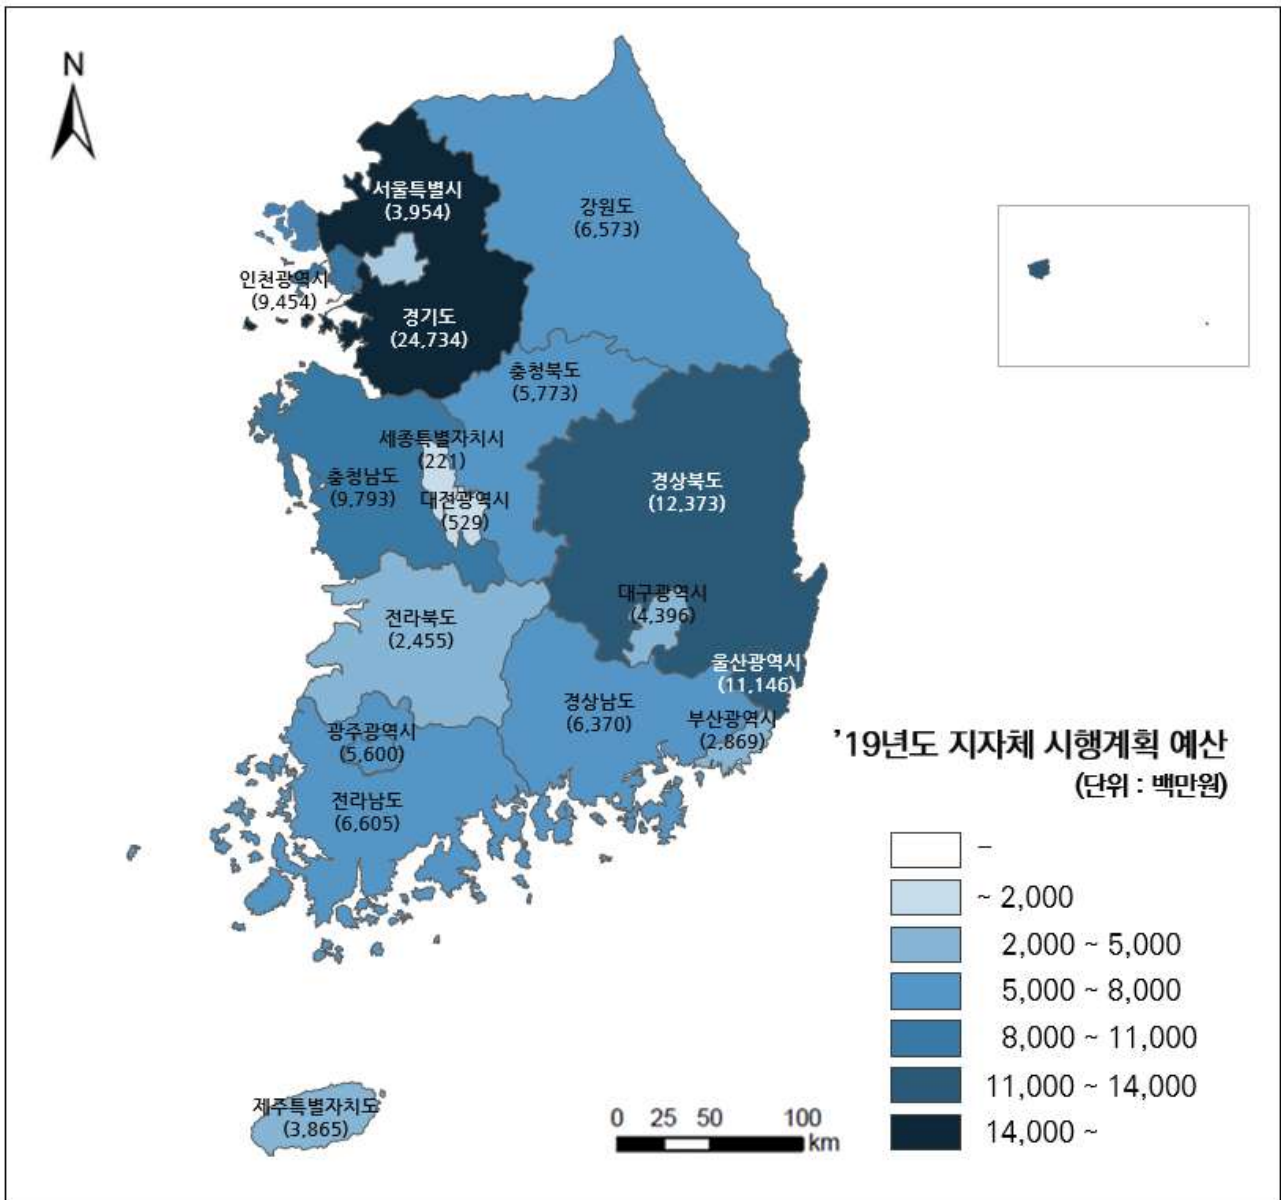 N
서울특별시
(3,954)
강원도
(6,573)
인천광역시
(9,454)
경기도
(24,734)
충청북도
(5,773)
세종특별자치시
(221)
충청남도
(9,793)
대전광역시
(529)
경상북도
(12,373)
대구광역시
(4,396)
전라북도
(2,455)
울산광역시
(11,146)
경상남도
(6,370)
부산광역시
(2,869)
광주광역시
(5,600)
전라남도
(6,605)
제주특별자치도
(3,865)
'19년도 지자체 시행계획 예산
(단위 : 백만원)
–
~ 2,000
2,000 ~ 5,000
5,000 ~ 8,000
8,000 ~ 11,000
11,000 ~ 14,000
14,000 ~
0 25 50 100
km